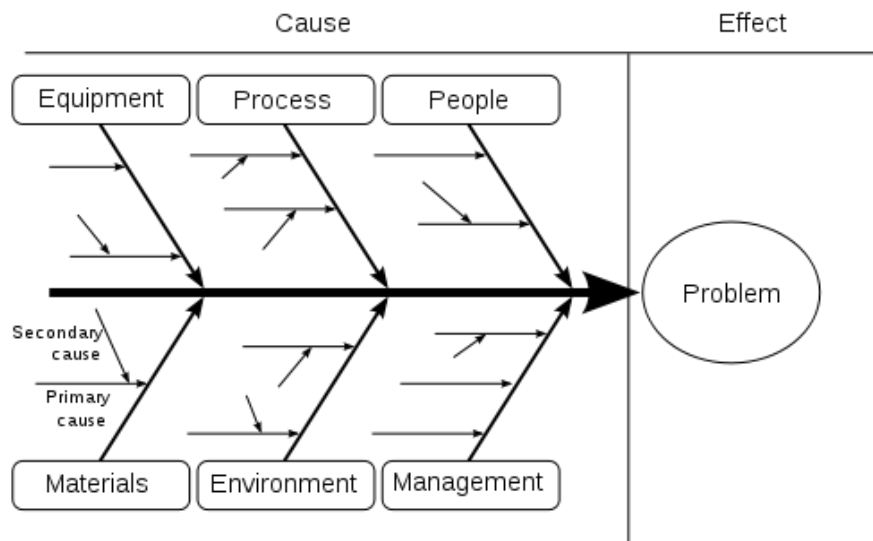 Cause
Effect
Equipment
Process
People
Problem
Secondary
cause
Primary
cause
Materials
Environment
Management